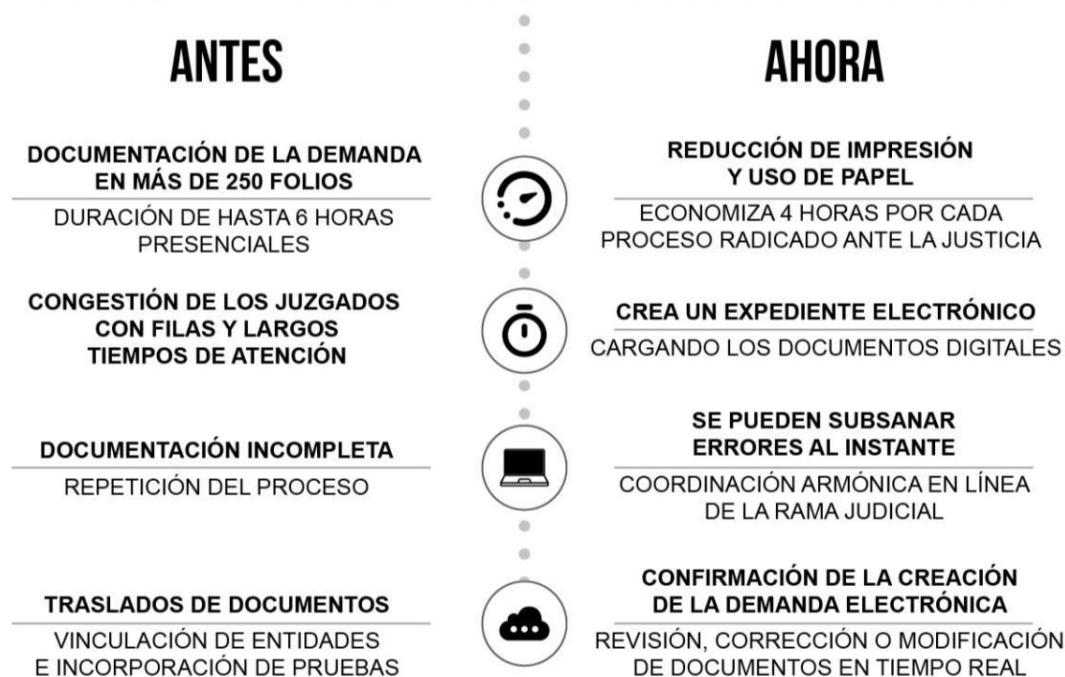 ANTES
DOCUMENTACIÓN DE LA DEMANDA
EN MÁS DE 250 FOLIOS
DURACIÓN DE HASTA 6 HORAS
PRESENCIALES
CONGESTIÓN DE LOS JUZGADOS
CON FILAS Y LARGOS
TIEMPOS DE ATENCIÓN
DOCUMENTACIÓN INCOMPLETA
REPETICIÓN DEL PROCESO
TRASLADOS DE DOCUMENTOS
VINCULACIÓN DE ENTIDADES
E INCORPORACIÓN DE PRUEBAS
AHORA
REDUCCIÓN DE IMPRESIÓN
Y USO DE PAPEL
ECONOMIZA 4 HORAS POR CADA
PROCESO RADICADO ANTE LA JUSTICIA
CREA UN EXPEDIENTE ELECTRÓNICO
CARGANDO LOS DOCUMENTOS DIGITALES
SE PUEDEN SUBSANAR
ERRORES AL INSTANTE
COORDINACIÓN ARMÓNICA EN LÍNEA
DE LA RAMA JUDICIAL
CONFIRMACIÓN DE LA CREACIÓN
DE LA DEMANDA ELECTRÓNICA
REVISIÓN, CORRECCIÓN O MODIFICACIÓN
DE DOCUMENTOS EN TIEMPO REAL